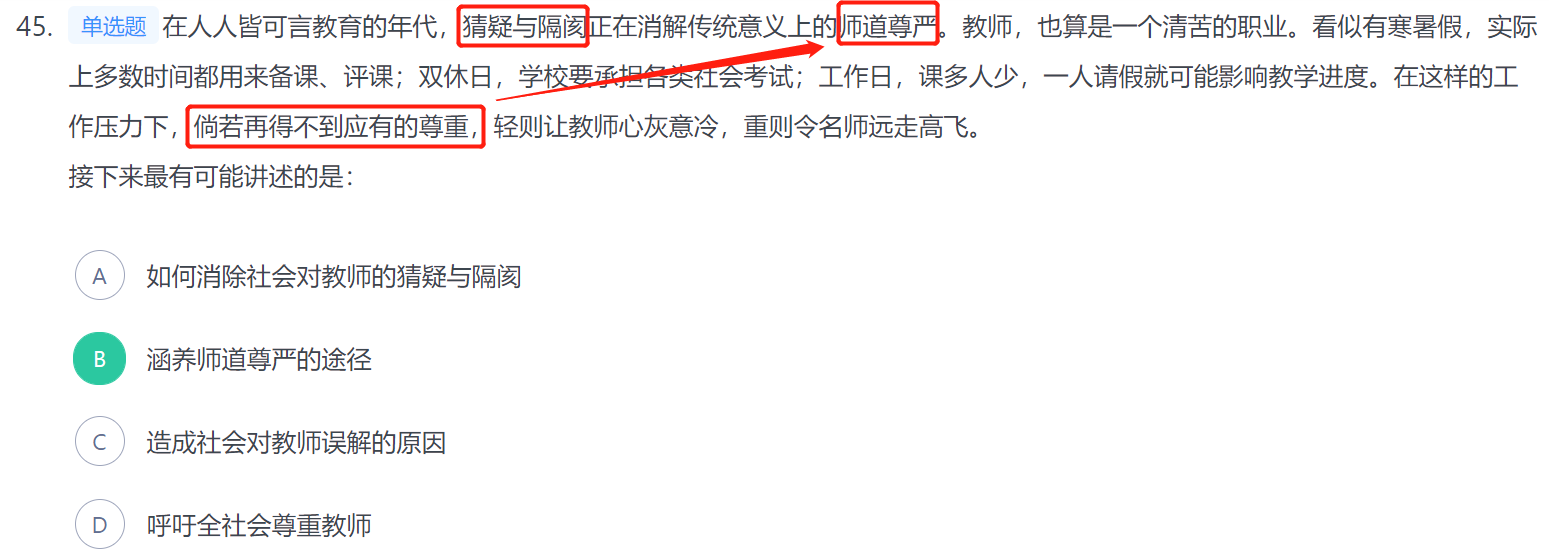 45. 单选题 在人人皆可言教育的年代，猜疑与隔阂正在消解传统意义上的师道尊严。教师，也算是一个清苦的职业。看似有寒暑假，实际
上多数时间都用来备课、评课；双休日，学校要承担各类社会考试；工作日，课多人少，一人请假就可能影响教学进度。在这样的工
作压力下，倘若再得不到应有的尊重，轻则让教师心灰意冷，重则令名师远走高飞。
接下来最有可能讲述的是：
A 如何消除社会对教师的猜疑与隔阂
B 涵养师道尊严的途径
C 造成社会对教师误解的原因
D 呼吁全社会尊重教师